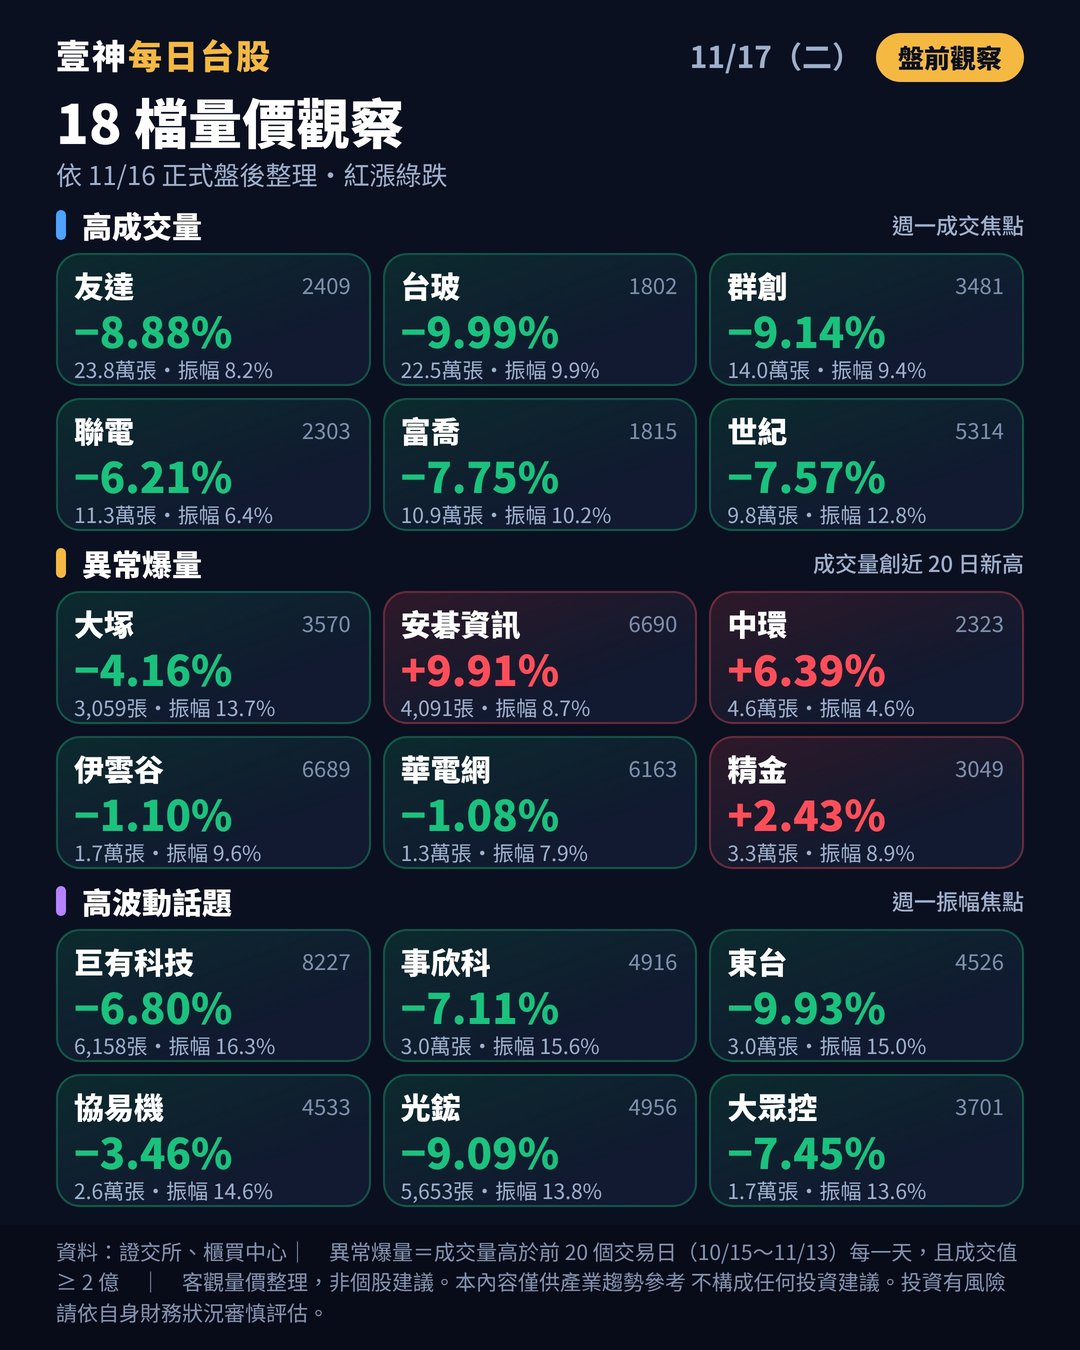 壹神每日台股 11/17（二） 盤前觀察
18 檔量價觀察
依 11/16 正式盤後整理・紅漲綠跌
高成交量 週一成交焦點
友達 2409 台玻 1802 群創 3481
−8.88% −9.99% −9.14%
23.8萬張・振幅 8.2% 22.5萬張・振幅 9.9% 14.0萬張・振幅 9.4%
聯電 2303 富喬 1815 世紀 5314
−6.21% −7.75% −7.57%
11.3萬張・振幅 6.4% 10.9萬張・振幅 10.2% 9.8萬張・振幅 12.8%
異常爆量 成交量創近 20 日新高
大塚 3570 安碁資訊 6690 中環 2323
−4.16% +9.91% +6.39%
3,059張・振幅 13.7% 4,091張・振幅 8.7% 4.6萬張・振幅 4.6%
伊雲谷 6689 華電網 6163 精金 3049
−1.10% −1.08% +2.43%
1.7萬張・振幅 9.6% 1.3萬張・振幅 7.9% 3.3萬張・振幅 8.9%
高波動話題 週一振幅焦點
巨有科技 8227 事欣科 4916 東台 4526
−6.80% −7.11% −9.93%
6,158張・振幅 16.3% 3.0萬張・振幅 15.6% 3.0萬張・振幅 15.0%
協易機 4533 光鋐 4956 大眾控 3701
−3.46% −9.09% −7.45%
2.6萬張・振幅 14.6% 5,653張・振幅 13.8% 1.7萬張・振幅 13.6%
資料：證交所、櫃買中心｜　異常爆量＝成交量高於前 20 個交易日（10/15～11/13）每一天，且成交值
≥ 2 億　｜　客觀量價整理，非個股建議。本內容僅供產業趨勢參考 不構成任何投資建議。投資有風險
請依自身財務狀況審慎評估。